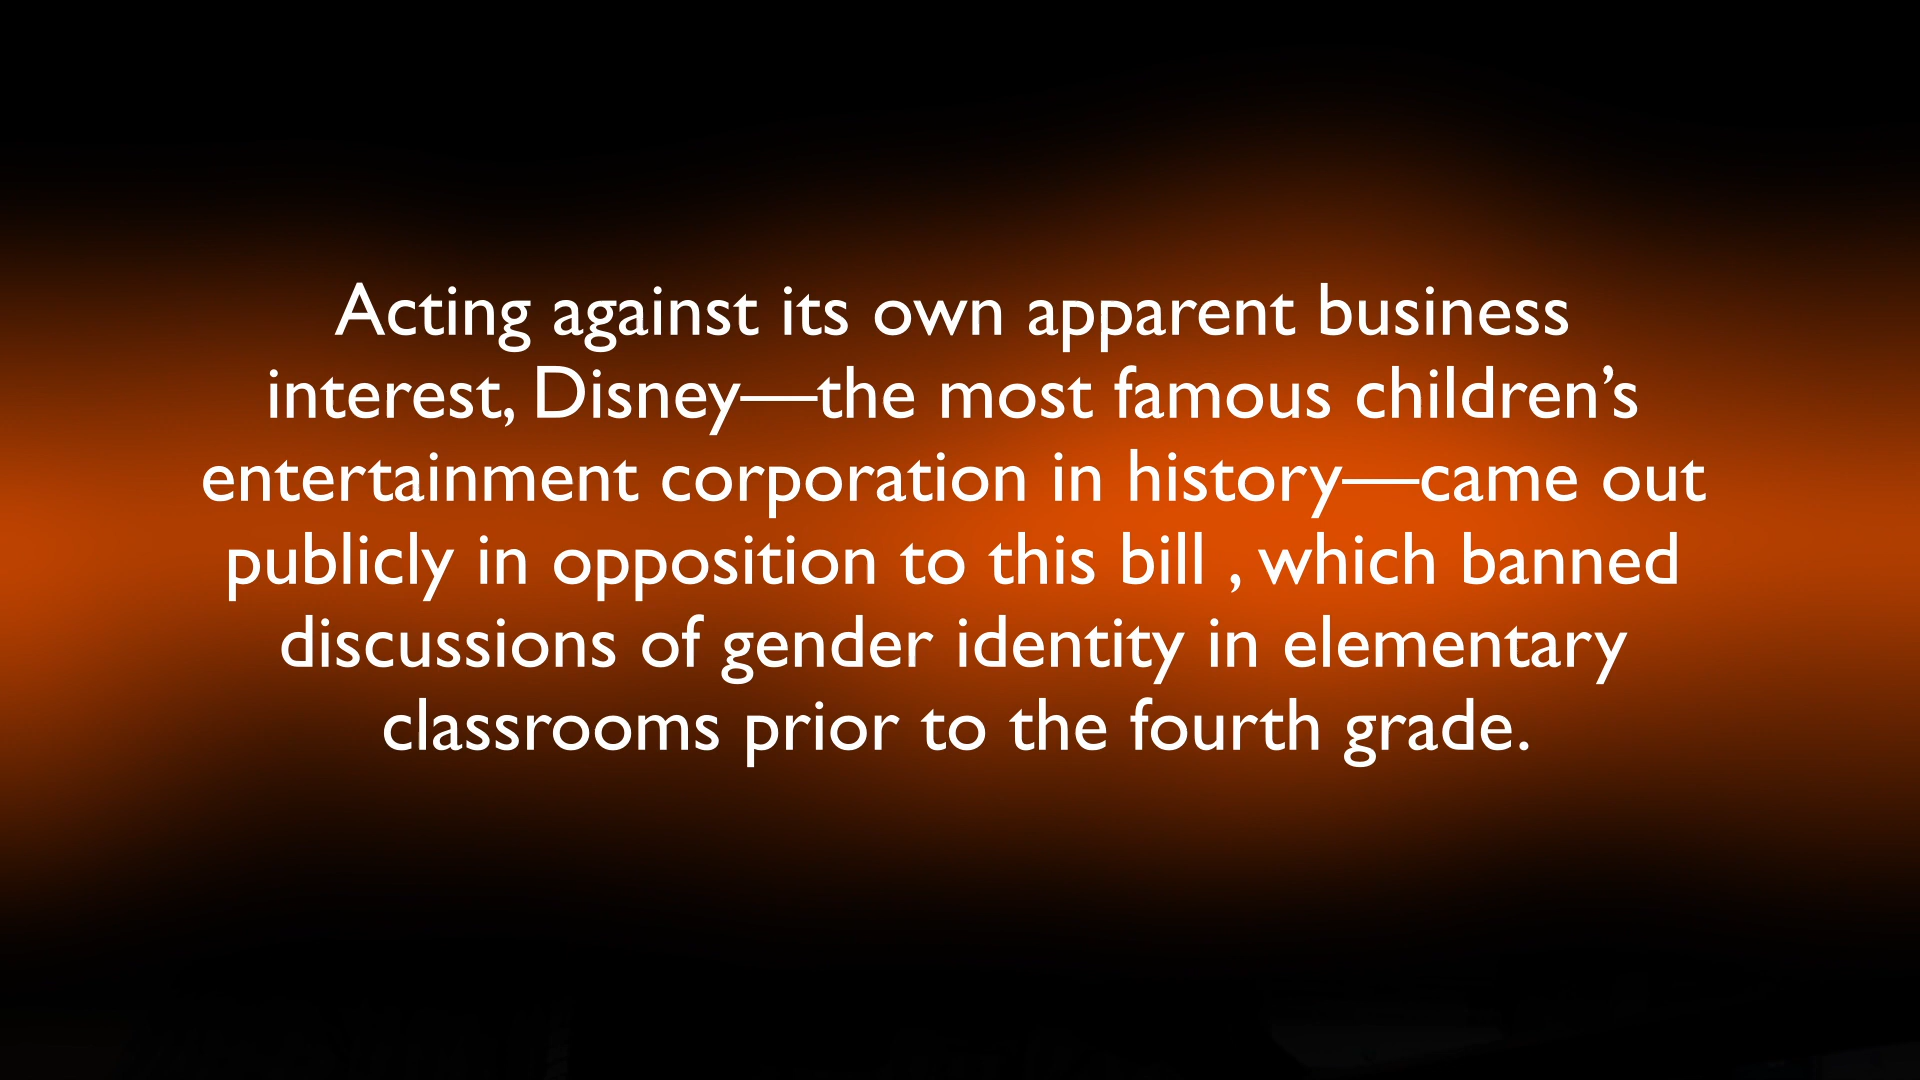 Acting against its own apparent business
interest, Disney—the most famous children’s
entertainment corporation in history—came out
publicly in opposition to this bill , which banned
discussions of gender identity in elementary
classrooms prior to the fourth grade.